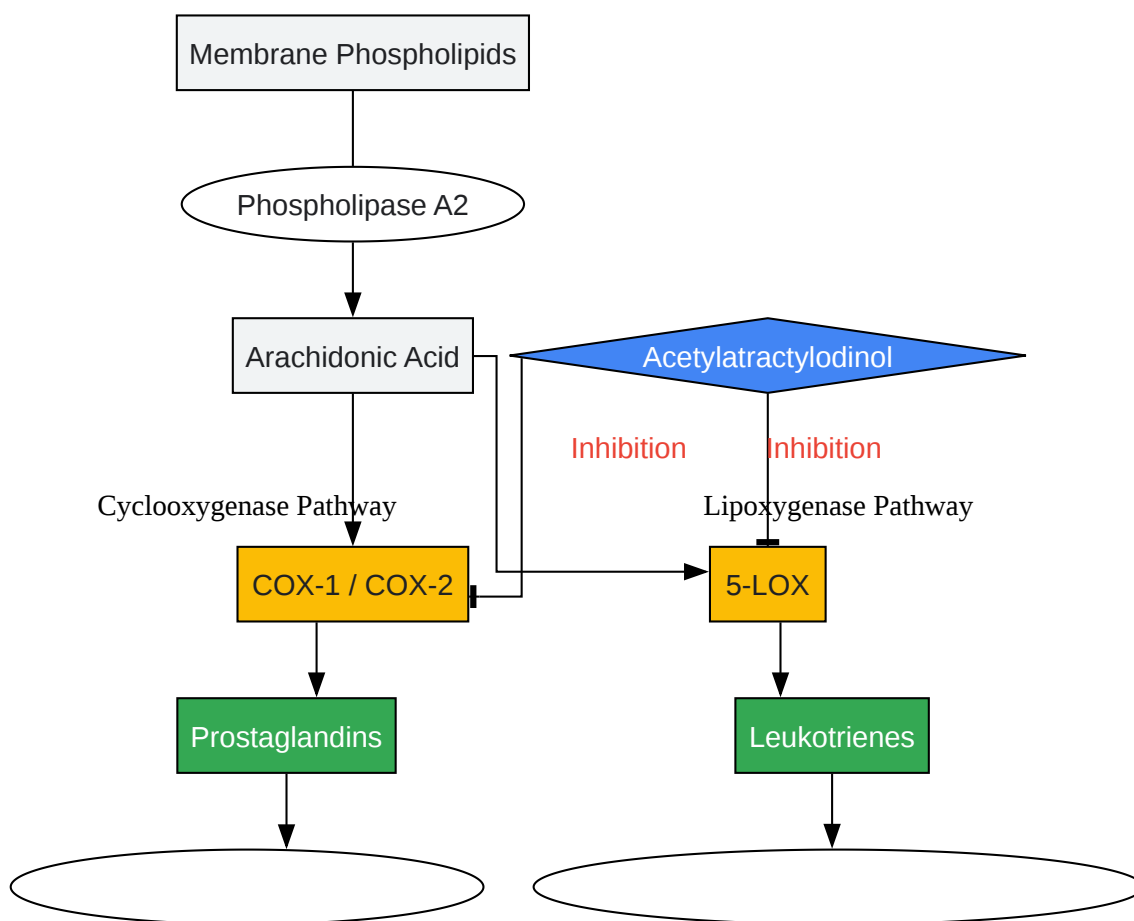 Membrane Phospholipids
Phospholipase A2
Arachidonic Acid
Acetylatractylodinol
Inhibition
Inhibition
Cyclooxygenase Pathway
Lipoxygenase Pathway
COX-1 / COX-2
5-LOX
Prostaglandins
Leukotrienes